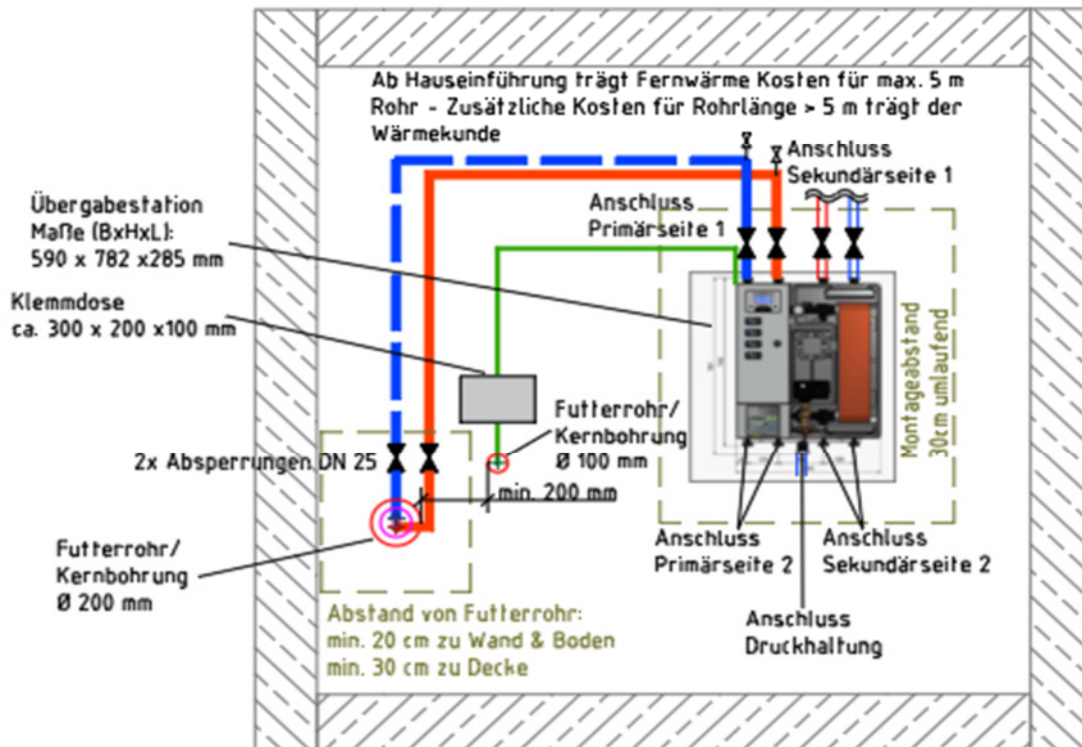 Ab Hauseinführung trägt Fernwärme Kosten für max. 5 m
Rohr - Zusätzliche Kosten für Rohrlänge > 5 m trägt der
Wärmekunde
Anschluss
Sekundärseite 1
Anschluss
Primärseite 1
Übergabestation
Maße (BxHxL):
590 x 782 x285 mm
Klemmdose
ca. 300 x 200 x100 mm
Montageabstand
30cm umlaufend
Futterrohr/
Kernbohrung
Ø 100 mm
2x Absperrungen DN 25
min. 200 mm
Futterrohr/
Kernbohrung
Ø 200 mm
Anschluss
Primärseite 2
Anschluss
Sekundärseite 2
Anschluss
Druckhaltung
Abstand von Futterrohr:
min. 20 cm zu Wand & Boden
min. 30 cm zu Decke